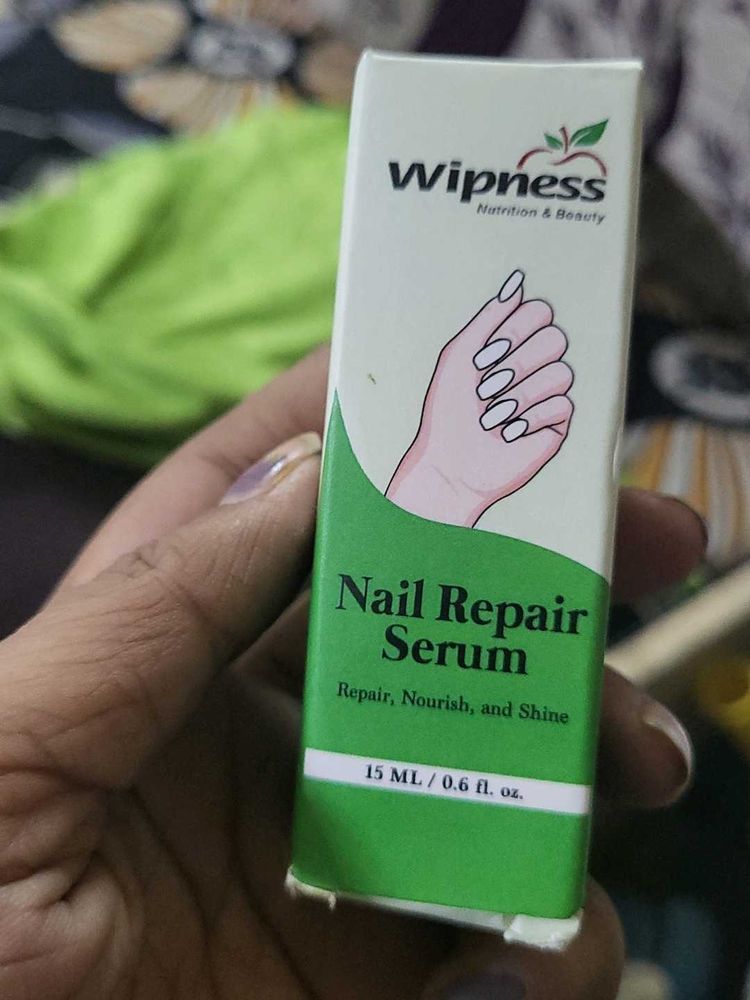 Wipness
Nutrition & Beauty
Nail Repair
Serum
Repair, Nourish, and Shine
15 ML / 0.6 fl. oz.